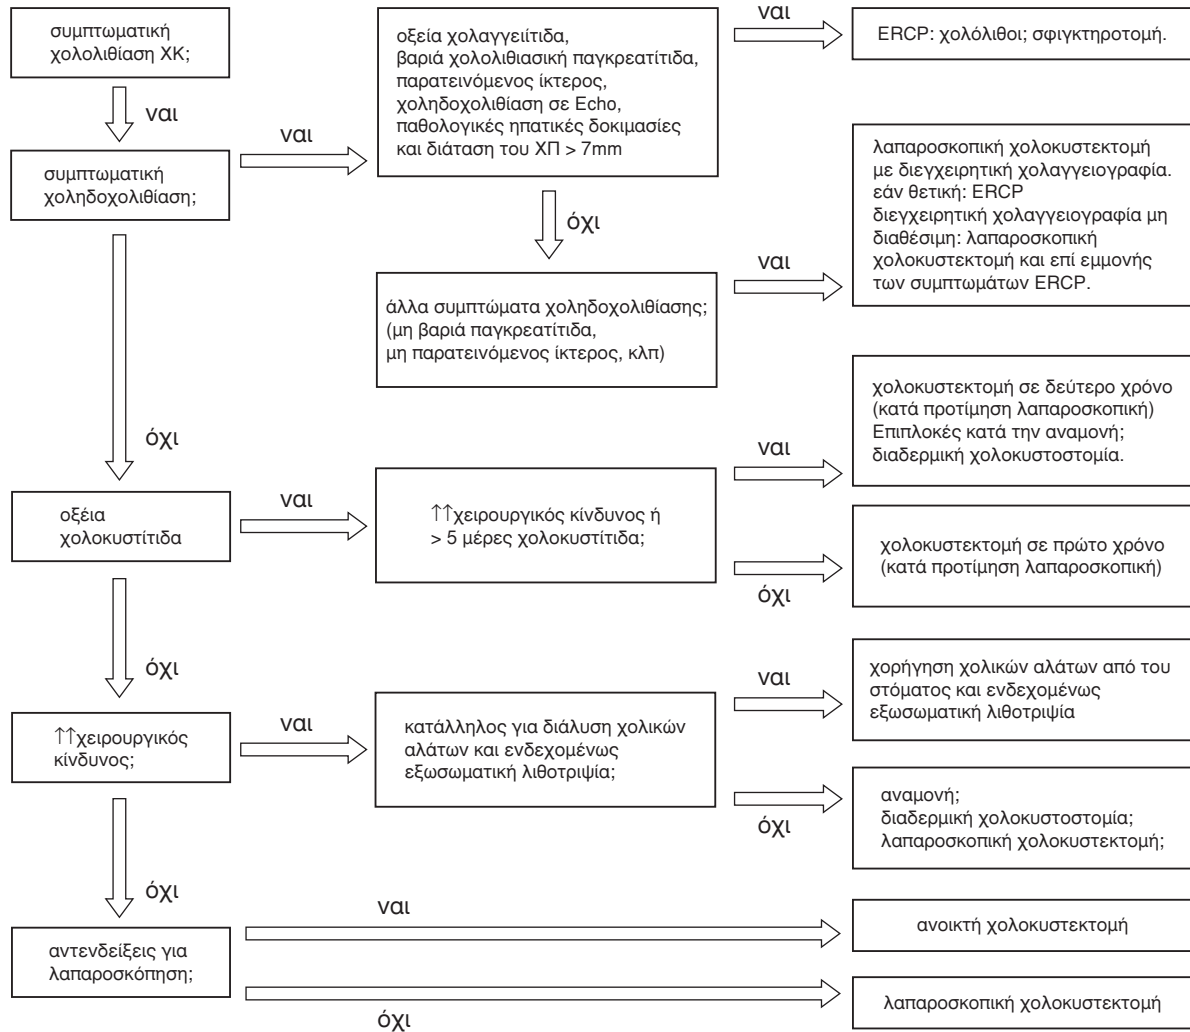 συμπτωματική
χολολιθίαση ΧΚ;
ναι
συμπτωματική
χοληδοχολιθίαση;
ναι
οξεία χολαγγειίτιδα,
βαριά χολολιθιασική παγκρεατίτιδα,
παρατεινόμενος ίκτερος,
χοληδοχολιθίαση σε Echo,
παθολογικές ηπατικές δοκιμασίες
και διάταση του ΧΠ > 7mm
ναι
ERCP: χολόλιθοι; σφιγκτηροτομή.
όχι
άλλα συμπτώματα χοληδοχολιθίασης;
(μη βαριά παγκρεατίτιδα,
μη παρατεινόμενος ίκτερος, κλπ)
ναι
λαπαροσκοπική χολοκυστεκτομή
με διεγχειρητική χολαγγειογραφία.
εάν θετική: ERCP
διεγχειρητική χολαγγειογραφία μη
διαθέσιμη: λαπαροσκοπική
χολοκυστεκτομή και επί εμμονής
των συμπτωμάτων ERCP.
όχι
οξέια
χολοκυστίτιδα
ναι
↑↑χειρουργικός κίνδυνος ή
> 5 μέρες χολοκυστίτιδα;
ναι
χολοκυστεκτομή σε δεύτερο χρόνο
(κατά προτίμηση λαπαροσκοπική)
Επιπλοκές κατά την αναμονή;
διαδερμική χολοκυστοστομία.
όχι
χολοκυστεκτομή σε πρώτο χρόνο
(κατά προτίμηση λαπαροσκοπική)
όχι
↑↑χειρουργικός
κίνδυνος;
ναι
κατάλληλος για διάλυση χολικών
αλάτων και ενδεχομένως
εξωσωματική λιθοτριψία;
ναι
χορήγηση χολικών αλάτων από του
στόματος και ενδεχομένως
εξωσωματική λιθοτριψία
όχι
αναμονή;
διαδερμική χολοκυστοστομία;
λαπαροσκοπική χολοκυστεκτομή;
όχι
αντενδείξεις για
λαπαροσκόπηση;
ναι
ανοικτή χολοκυστεκτομή
όχι
λαπαροσκοπική χολοκυστεκτομή